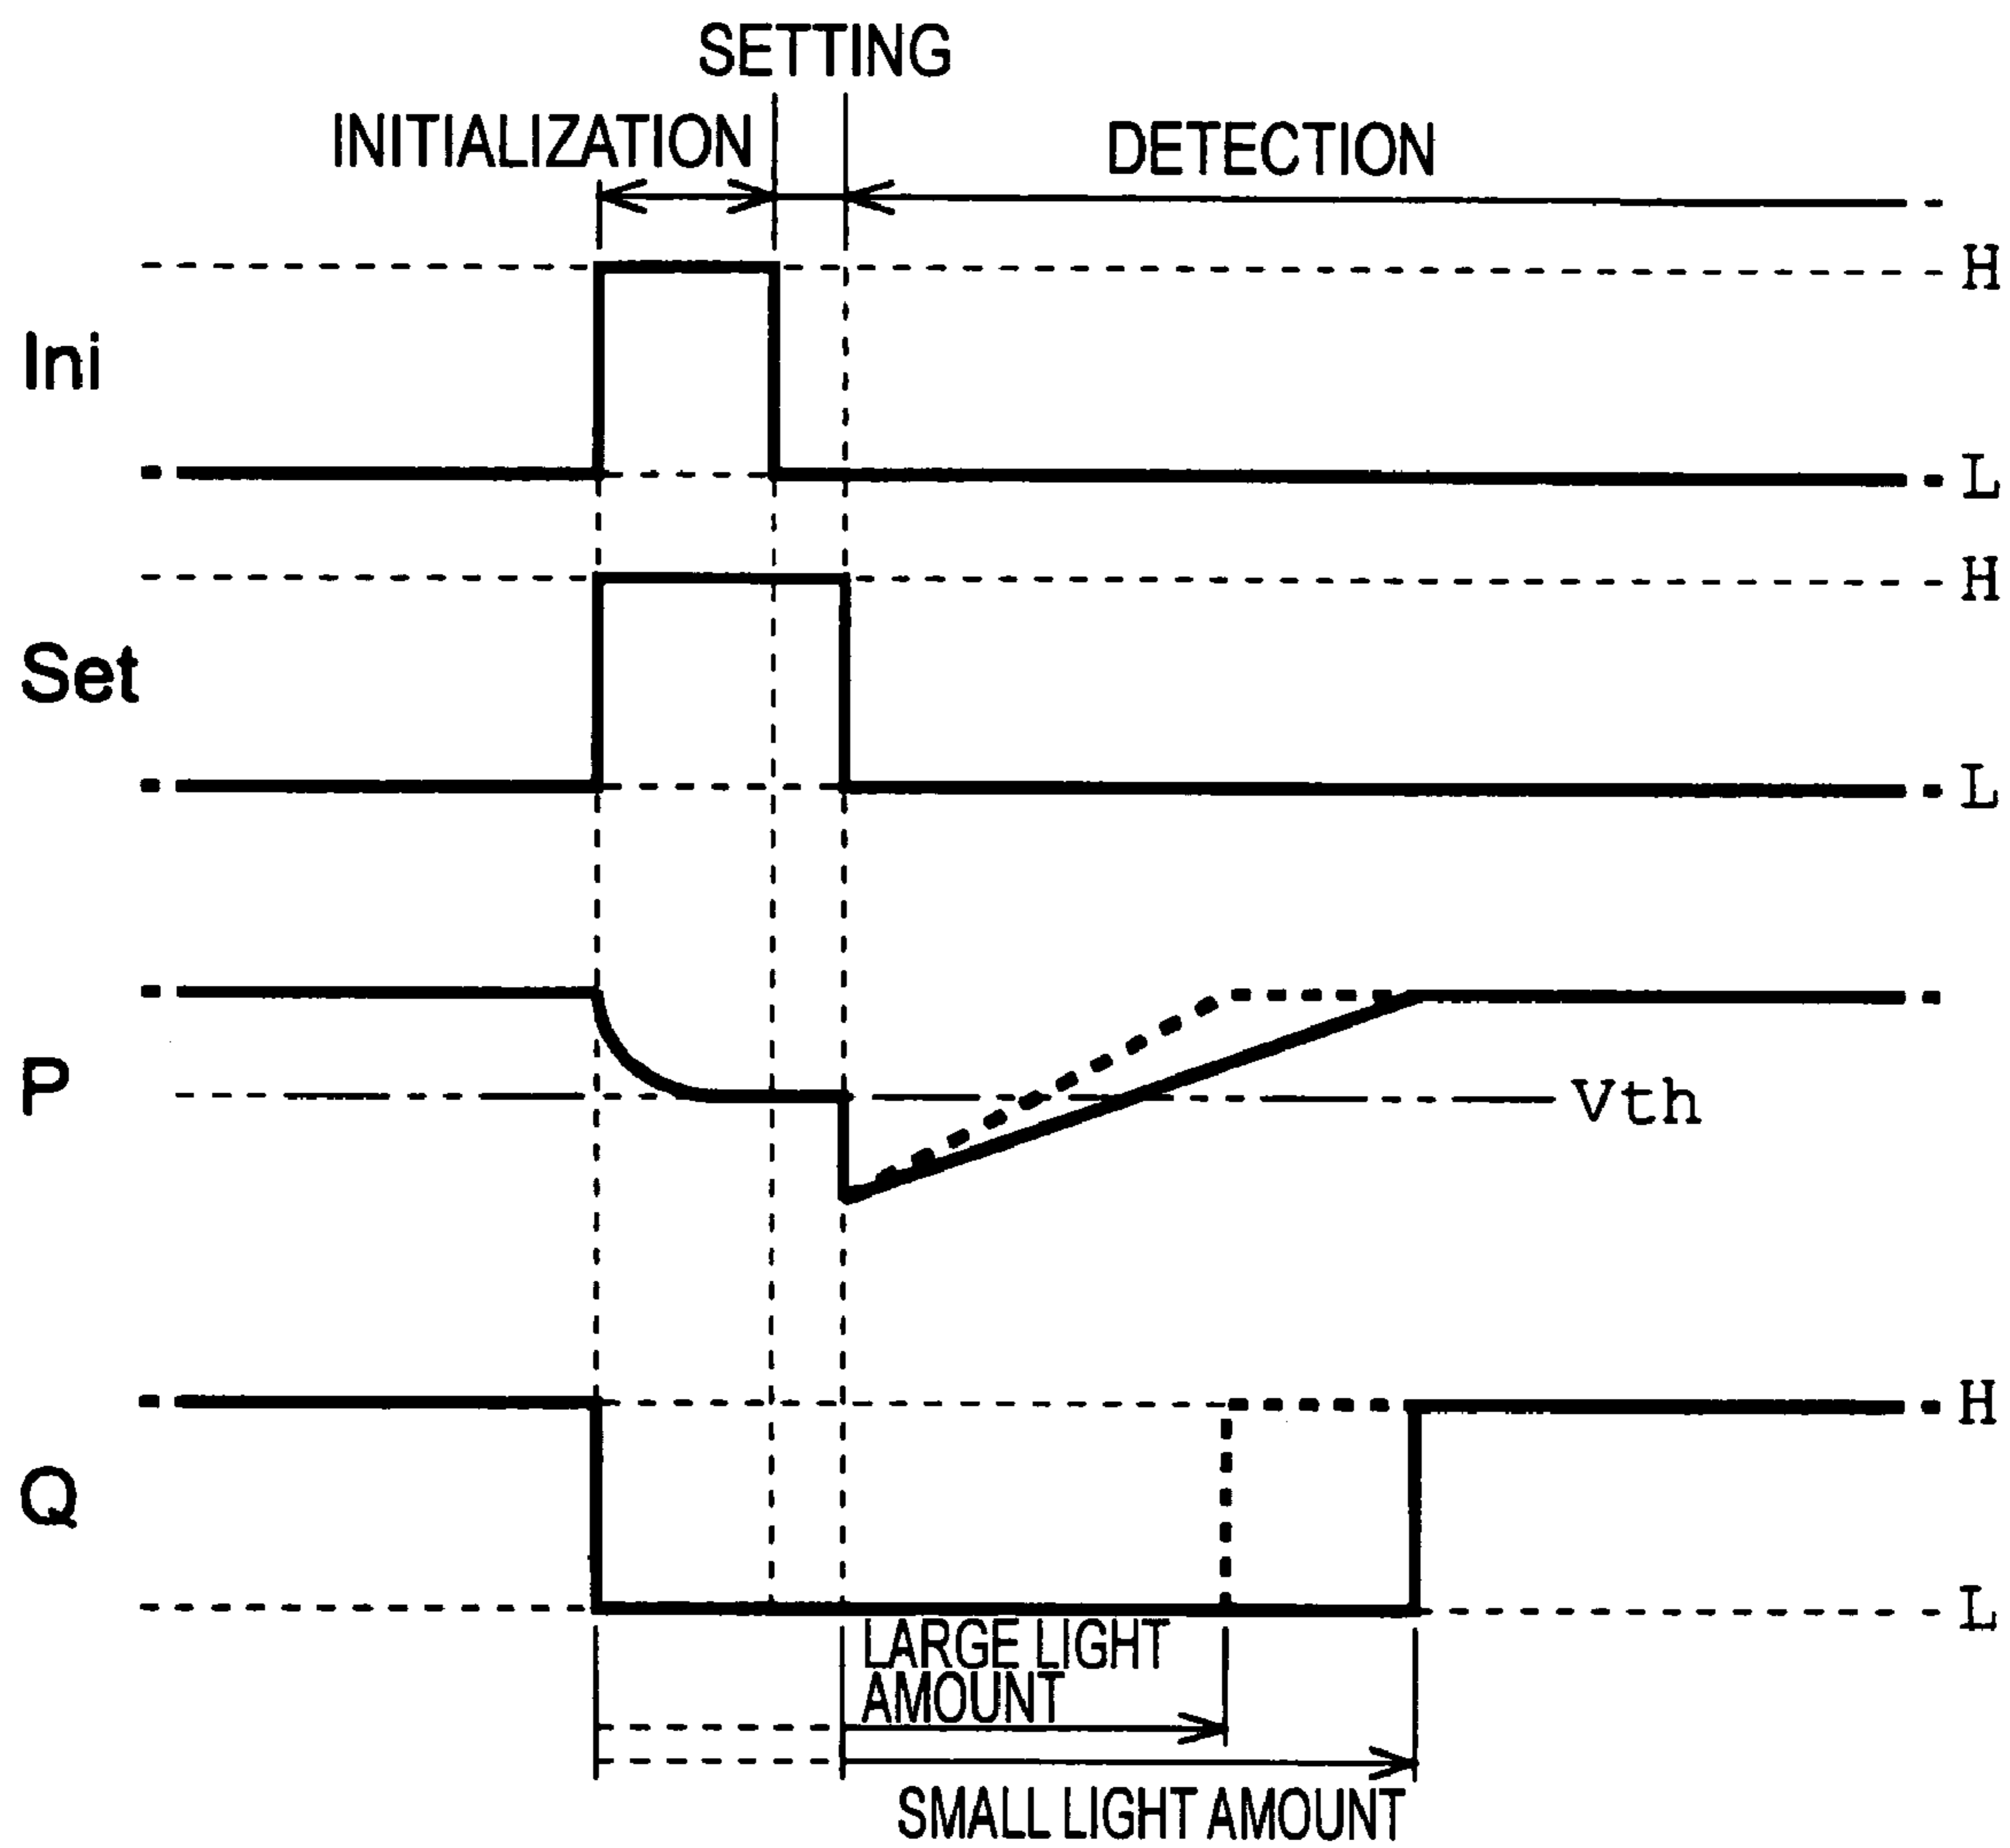 SETTING
INITIALIZATION
DETECTION
H
Ini
L
H
Set
L
P
Vth
H
Q
L
LARGE LIGHT
AMOUNT
SMALL LIGHT AMOUNT